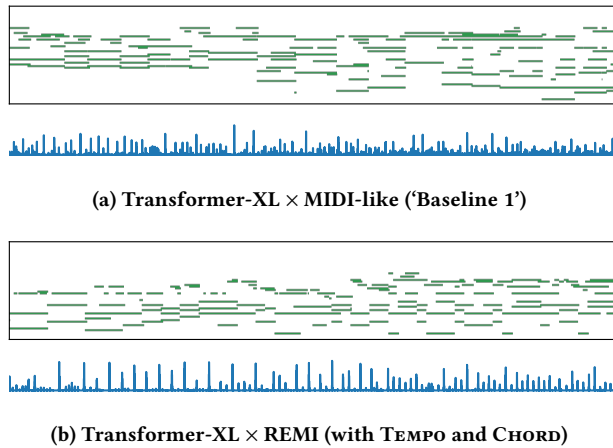 (a) Transformer-XL × MIDI-like (‘Baseline 1’)
(b) Transformer-XL × REMI (with TEMPO and CHORD)